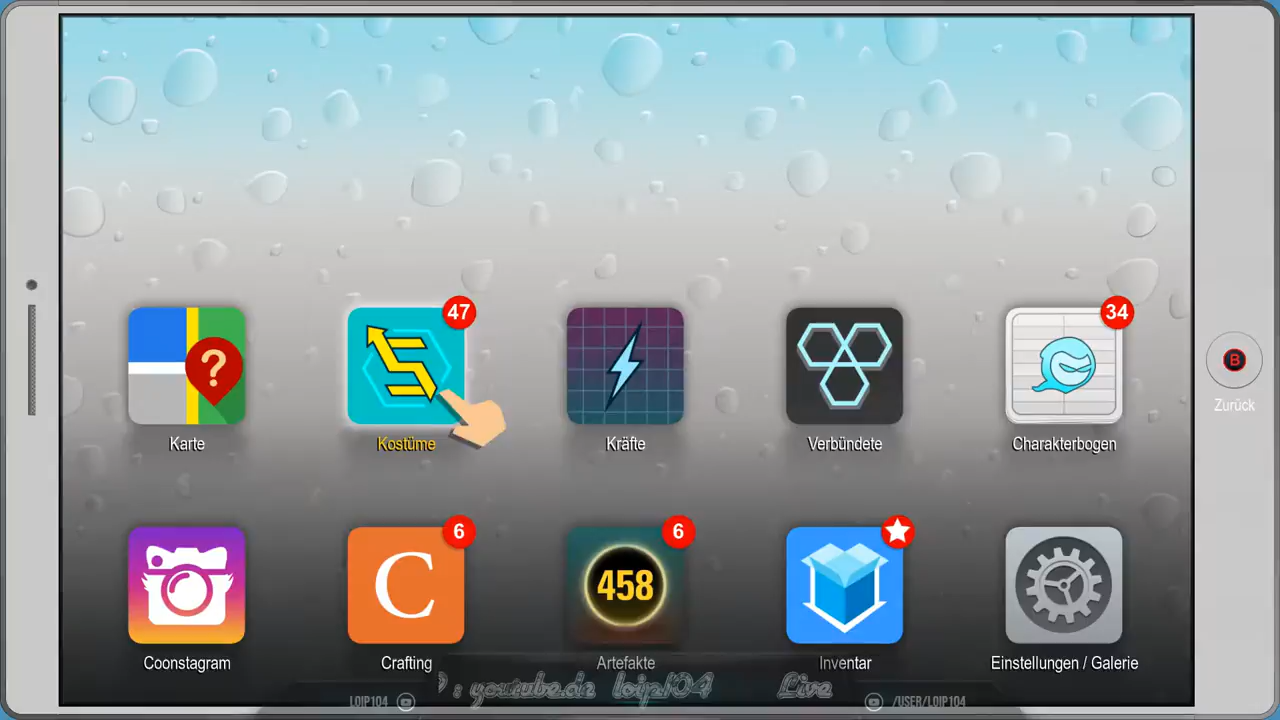 47
34
B
Zurück
Karte
Kostüme
Kräfte
Verbündete
Charakterbogen
6
6
C
458
Coonstagram
Crafting
Artefakte
Inventar
Einstellungen / Galerie
: youtube.de loip104 Live
LOIP104
/USER/LOIP104